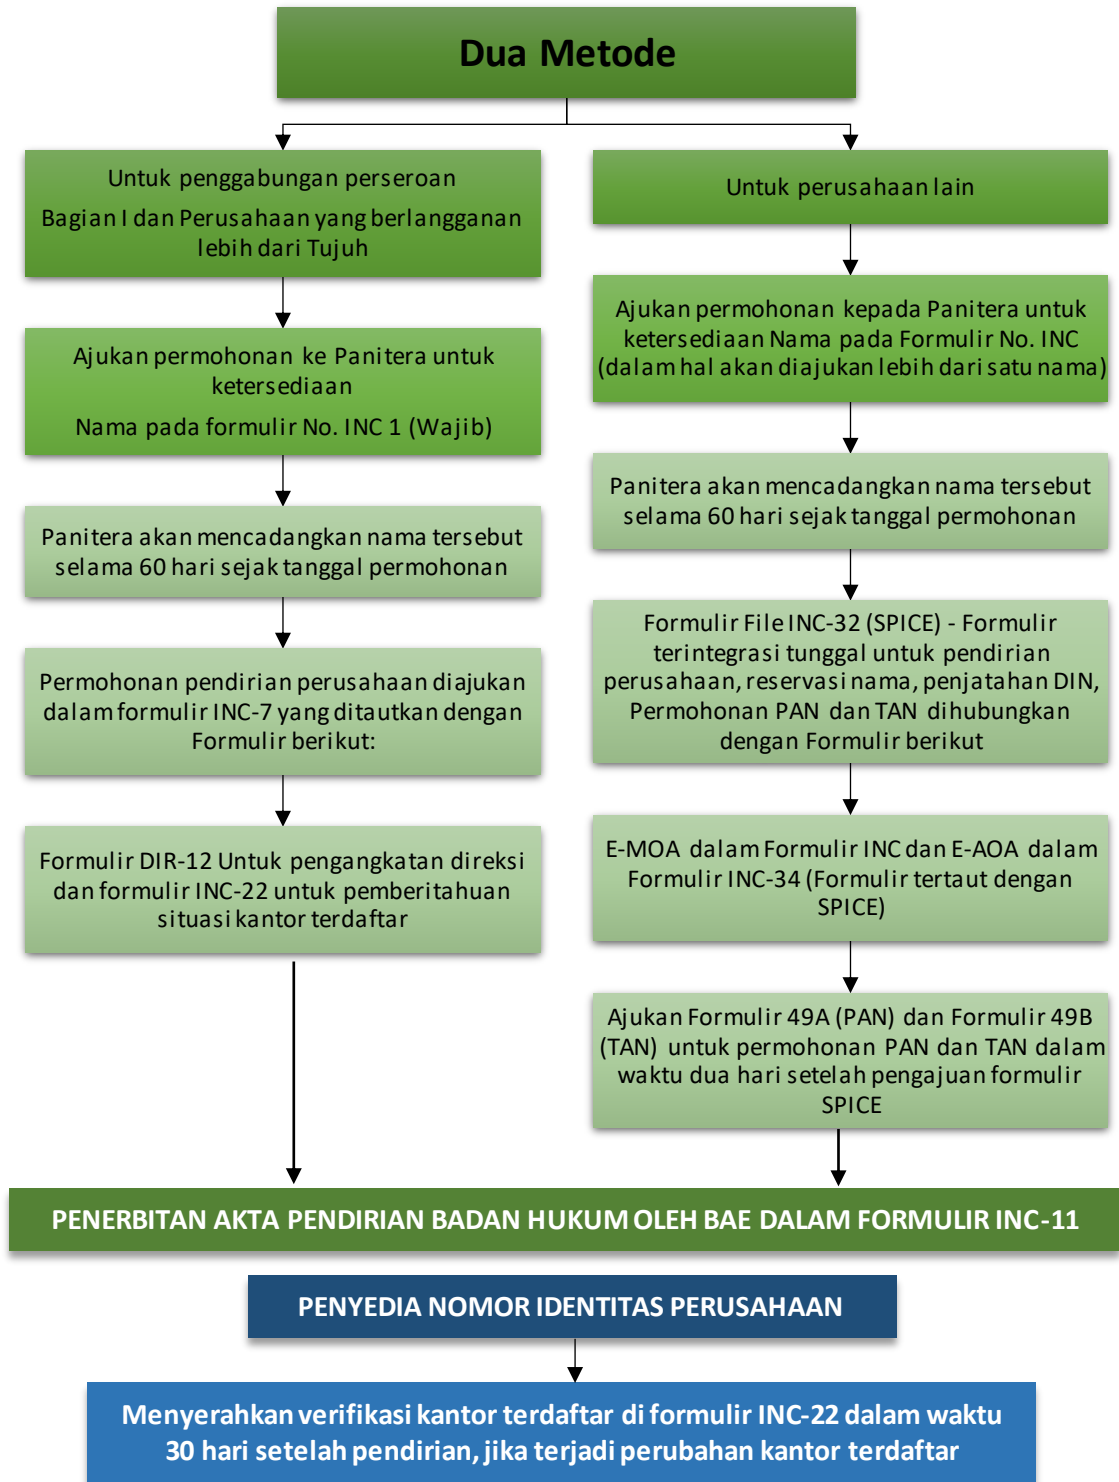 Dua Metode
Untuk penggabungan perseroan
Bagian I dan Perusahaan yang berlangganan
lebih dari Tujuh
Ajukan permohonan ke Panitera untuk
ketersediaan
Nama pada formulir No. INC 1 (Wajib)
Panitera akan mencadangkan nama tersebut
selama 60 hari sejak tanggal permohonan
Permohonan pendirian perusahaan diajukan
dalam formulir INC-7 yang ditautkan dengan
Formulir berikut:
Formulir DIR-12 Untuk pengangkatan direksi
dan formulir INC-22 untuk pemberitahuan
situasi kantor terdaftar
Untuk perusahaan lain
Ajukan permohonan kepada Panitera untuk
ketersediaan Nama pada Formulir No. INC
(dalam hal akan diajukan lebih dari satu nama)
Panitera akan mencadangkan nama tersebut
selama 60 hari sejak tanggal permohonan
Formulir File INC-32 (SPICE) - Formulir
terintegrasi tunggal untuk pendirian
perusahaan, reservasi nama, penjatahan DIN,
Permohonan PAN dan TAN dihubungkan
dengan Formulir berikut
E-MOA dalam Formulir INC dan E-AOA dalam
Formulir INC-34 (Formulir tertaut dengan
SPICE)
Ajukan Formulir 49A (PAN) dan Formulir 49B
(TAN) untuk permohonan PAN dan TAN dalam
waktu dua hari setelah pengajuan formulir
SPICE
PENERBITAN AKTA PENDIRIAN BADAN HUKUM OLEH BAE DALAM FORMULIR INC-11
PENYEDIA NOMOR IDENTITAS PERUSAHAAN
Menyerahkan verifikasi kantor terdaftar di formulir INC-22 dalam waktu
30 hari setelah pendirian, jika terjadi perubahan kantor terdaftar